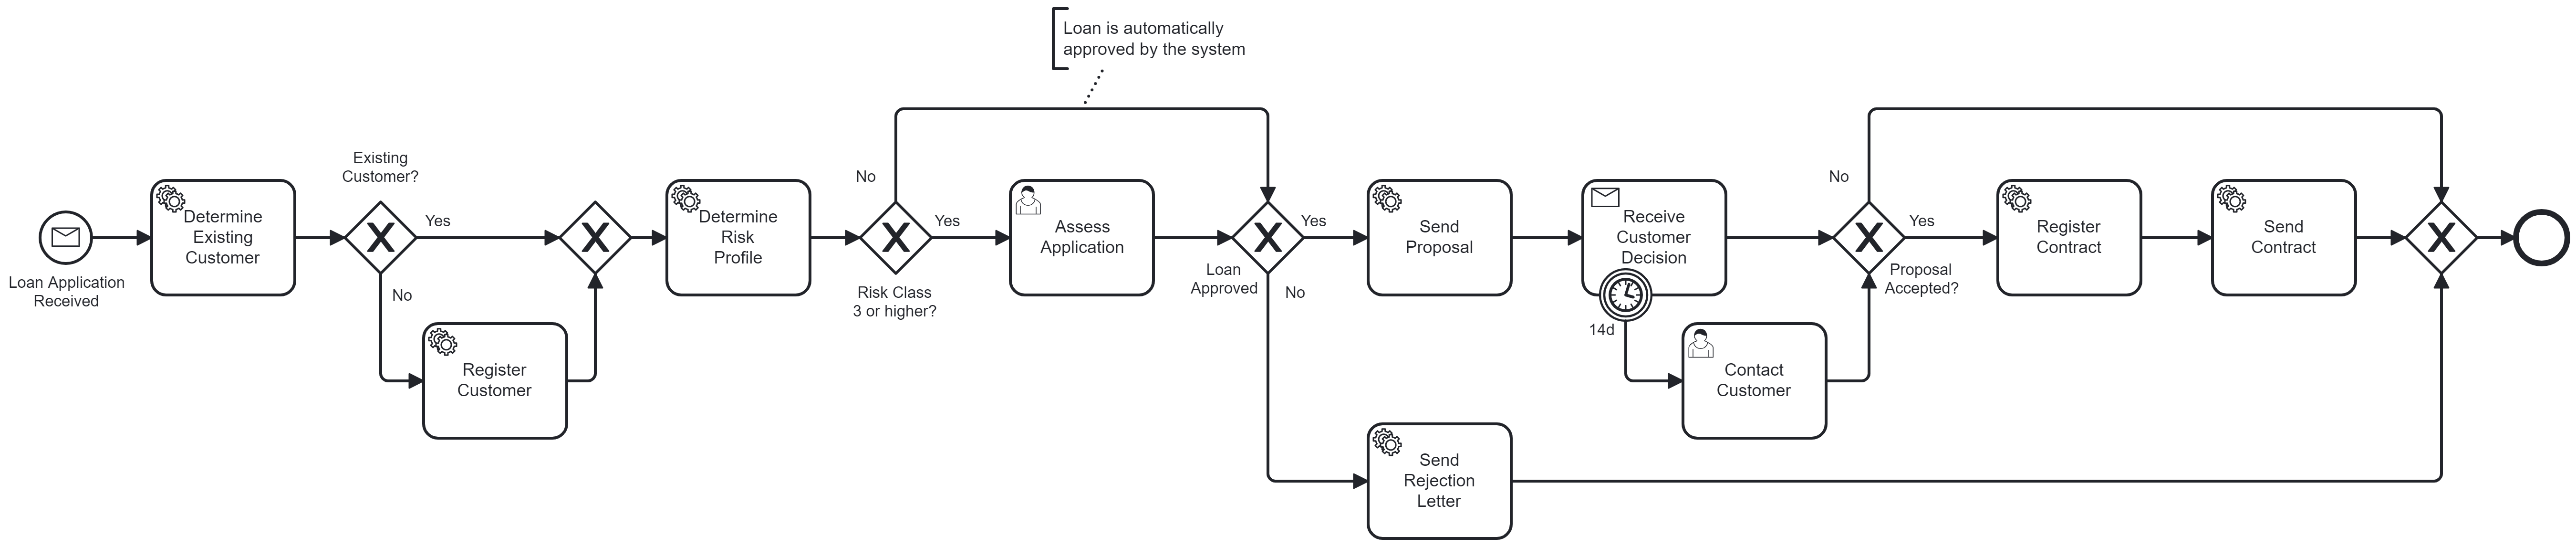 Loan is automatically
approved by the system
Loan Application
Received
Determine
Existing
Customer
Existing
Customer?
Yes
No
Register
Customer
Determine
Risk
Profile
No
Yes
Risk Class
3 or higher?
Assess
Application
Loan
Approved
Yes
No
Send
Proposal
Receive
Customer
Decision
14d
Contact
Customer
Send
Rejection
Letter
No
Yes
Proposal
Accepted?
Register
Contract
Send
Contract